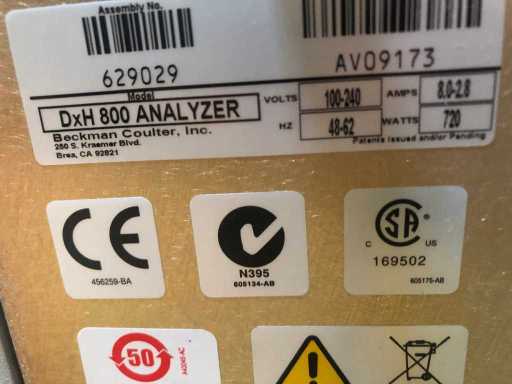 Assembly No.
629029
AV09173
Model
DxH 800 ANALYZER
VOLTS 100-240 AMPS 8.0-2.8
HZ 48-62 WATTS 720
Beckman Coulter, Inc.
250 S. Kraemer Blvd.
Brea, CA 92821
Patents Issued and/or Pending
CE
456259-BA
N395
605134-AB
CSA
C US
169502
605175-AB
50